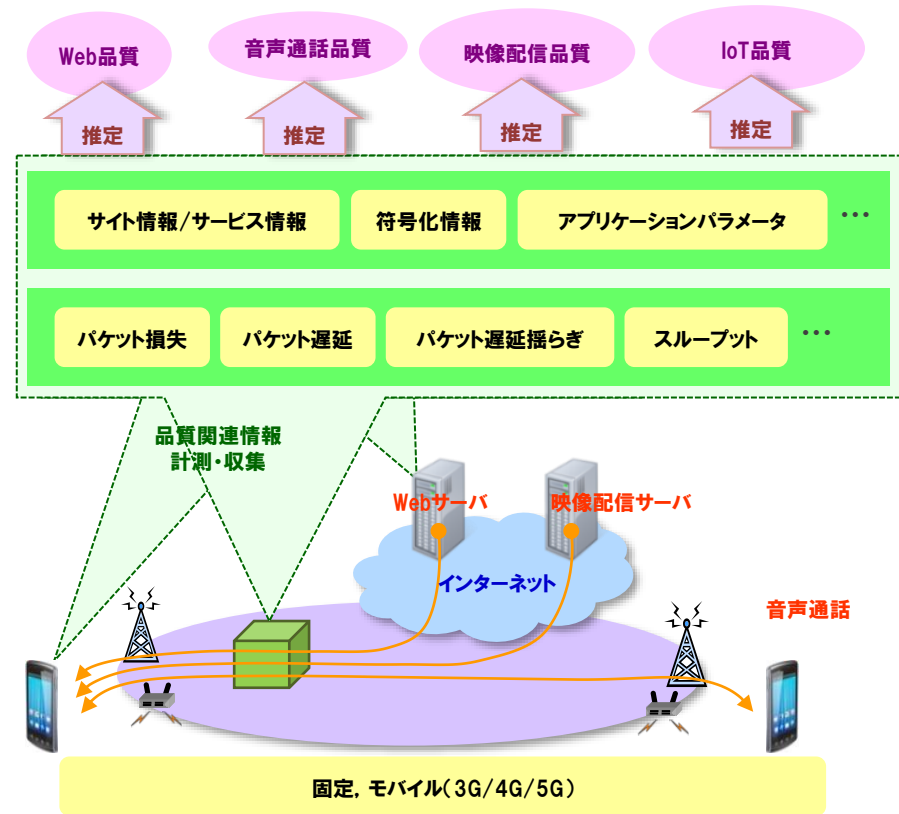 Web品質
音声通話品質
映像配信品質
IoT品質
推定
推定
推定
推定
サイト情報/サービス情報
符号化情報
アプリケーションパラメータ
…
パケット損失
パケット遅延
パケット遅延揺らぎ
スループット
…
品質関連情報
計測・収集
Webサーバ
映像配信サーバ
インターネット
音声通話
固定, モバイル(3G/4G/5G)